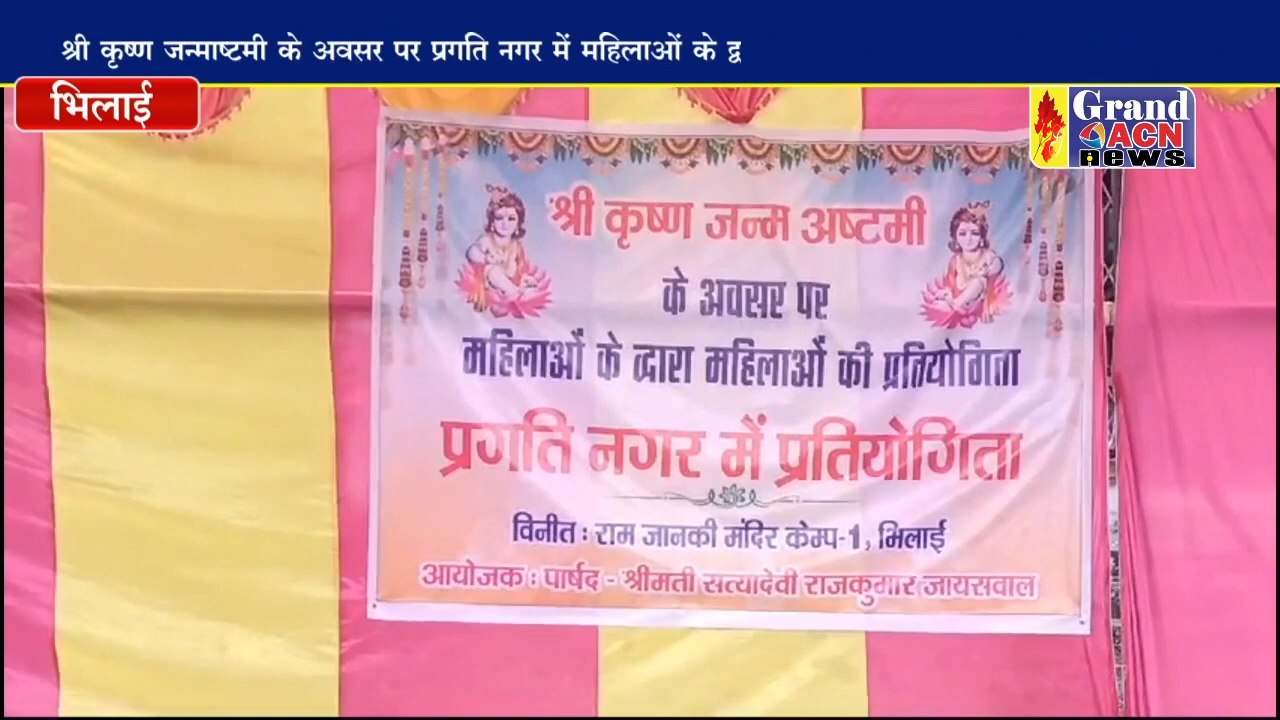 श्री कृष्ण जन्माष्टमी के अवसर पर प्रगति नगर में महिलाओं के द्व
भिलाई
Grand
ACN
news
श्री कृष्ण जन्म अष्टमी
के अवसर पर
महिलाओं के द्वारा महिलाओं की प्रतियोगिता
प्रगति नगर में प्रतियोगिता
विनीत : राम जानकी मंदिर केम्प-1, भिलाई
आयोजक : पार्षद - श्रीमती सत्यादेवी राजकुमार जायसवाल